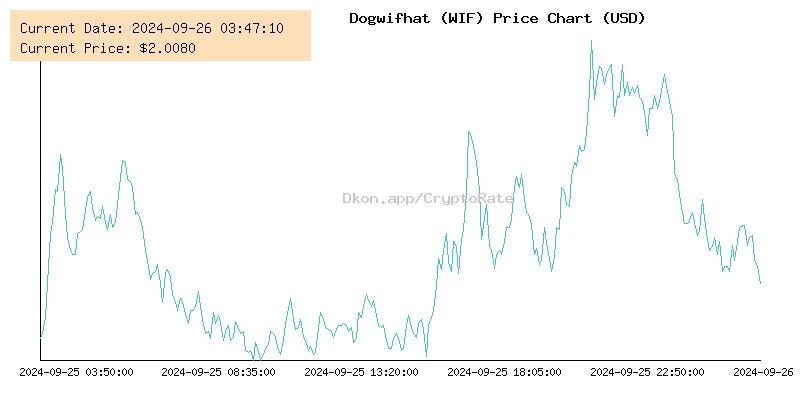 Dogwifhat (WIF) Price Chart (USD)
Current Date: 2024-09-26 03:47:10
Current Price: $2.0080
Dkon.app/CryptoRate
2024-09-25 03:50:00 2024-09-25 08:35:00 2024-09-25 13:20:00 2024-09-25 18:05:00 2024-09-25 22:50:00 2024-09-26